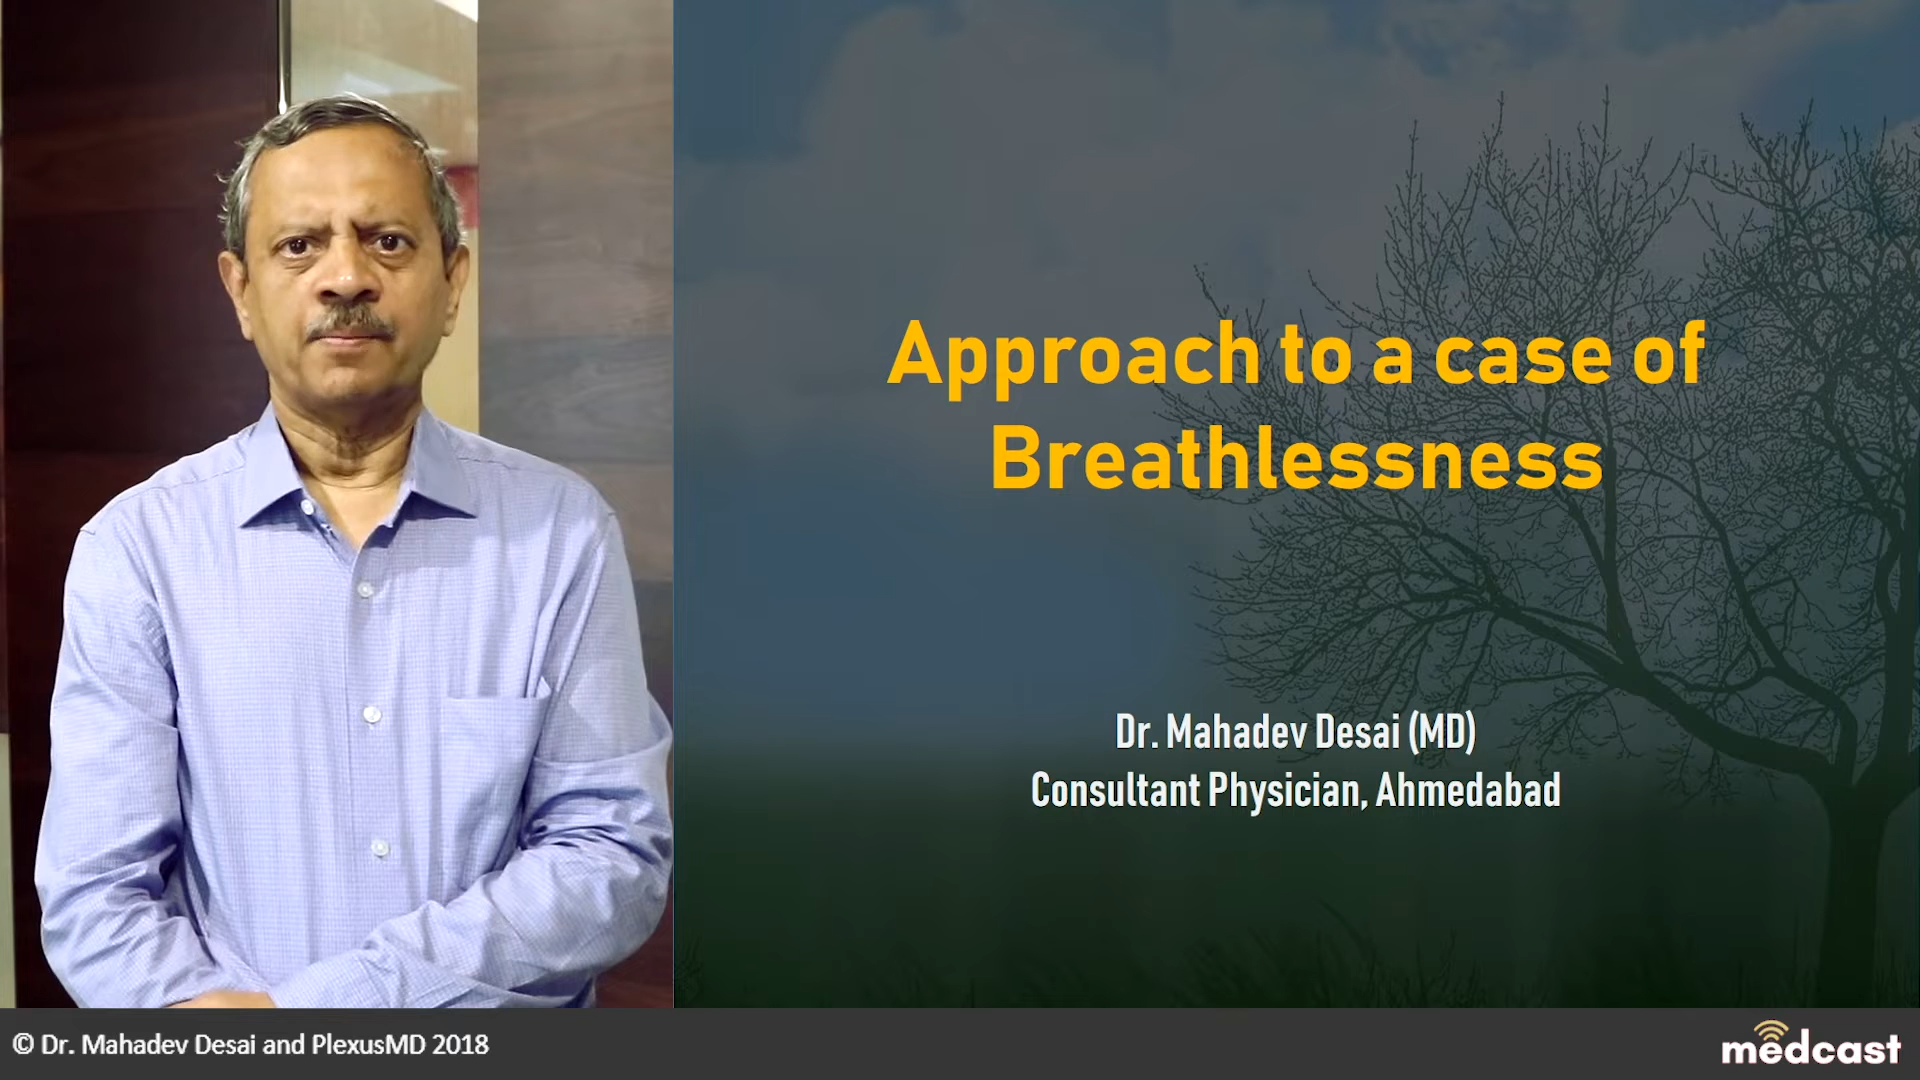 Approach to a case of
Breathlessness
Dr. Mahadev Desai (MD)
Consultant Physician, Ahmedabad
© Dr. Mahadev Desai and PlexusMD 2018
medcast